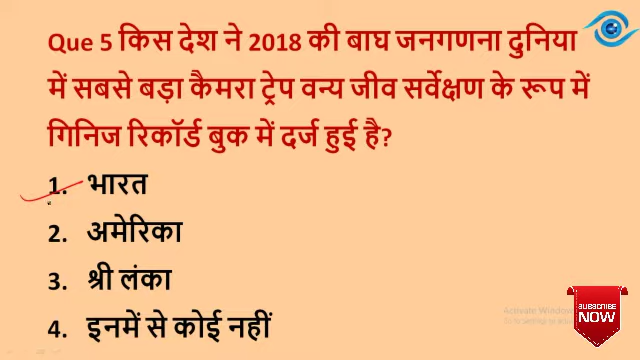 Que 5 किस देश ने 2018 की बाघ जनगणना दुनिया
में सबसे बड़ा कैमरा ट्रेप वन्य जीव सर्वेक्षण के रूप में
गिनिज रिकॉर्ड बुक में दर्ज हुई है?
1. भारत
2. अमेरिका
3. श्री लंका
4. इनमें से कोई नहीं
SUBSCRIBE
NOW
Activate Windows